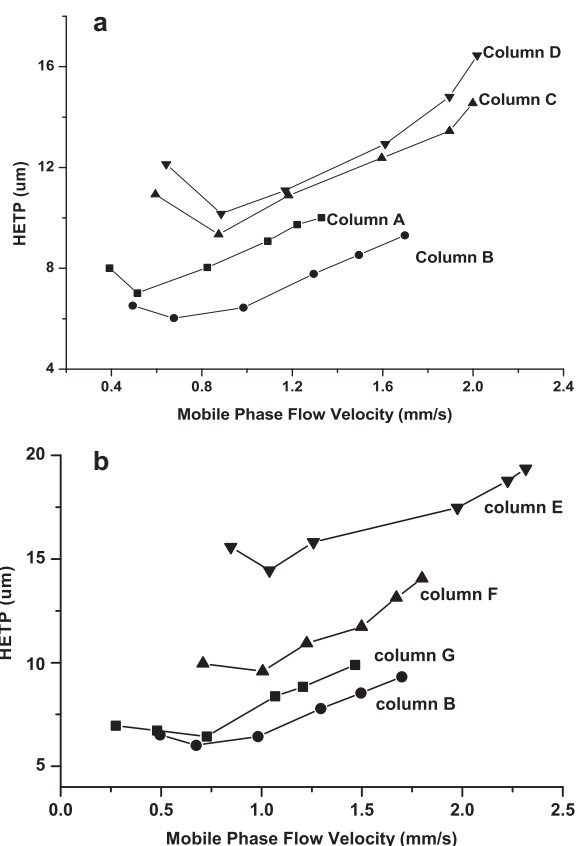 a
16
12
8
4
HETP (um)
Column D
Column C
Column A
Column B
0.4 0.8 1.2 1.6 2.0 2.4
Mobile Phase Flow Velocity (mm/s)
b
20
15
10
5
HETP (um)
column E
column F
column G
column B
0.0 0.5 1.0 1.5 2.0 2.5
Mobile Phase Flow Velocity (mm/s)